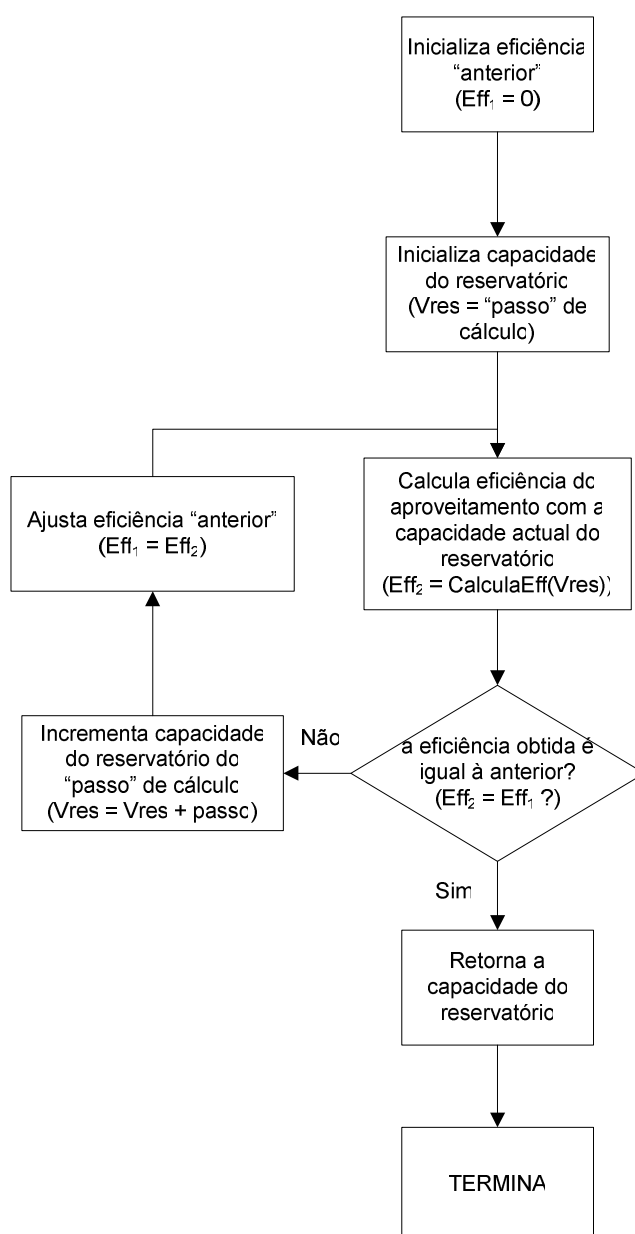 Inicializa eficiência
“anterior”
(Eff₁ = 0)
Inicializa capacidade
do reservatório
(Vres = “passo” de
cálculo)
Calcula eficiência do
aproveitamento com a
capacidade actual do
reservatório
(Eff₂ = CalculaEff(Vres))
Ajusta eficiência “anterior”
(Eff₁ = Eff₂)
a eficiência obtida é
igual à anterior?
(Eff₂ = Eff₁ ?)
Não
Incrementa capacidade
do reservatório do
“passo” de cálculo
(Vres = Vres + passo)
Sim
Retorna a
capacidade do
reservatório
TERMINA